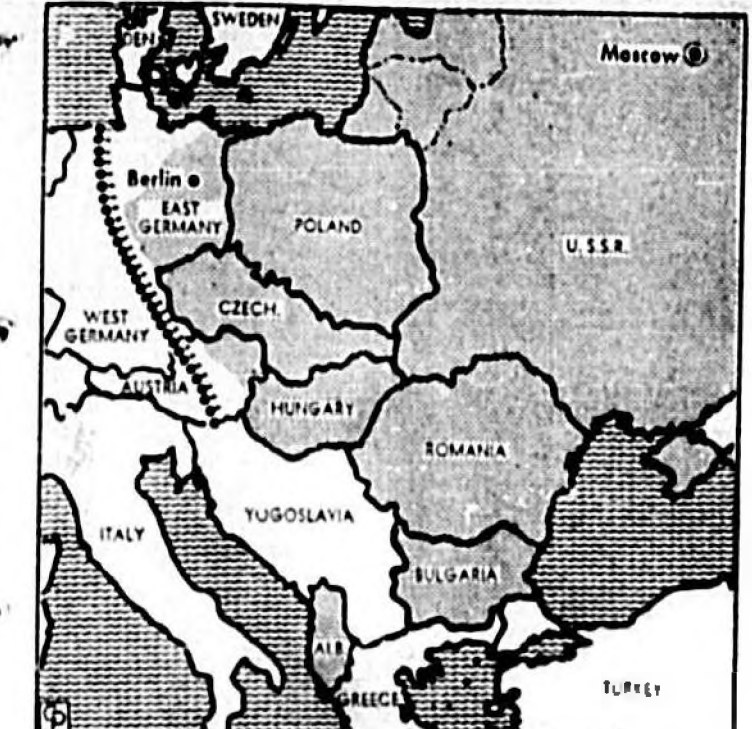 DEN.
SWEDEN
Moscow
Berlin
EAST
GERMANY
POLAND
U.S.S.R.
CZECH.
WEST
GERMANY
AUSTRIA
HUNGARY
ROMANIA
YUGOSLAVIA
ITALY
BULGARIA
ALB.
GREECE
TURKEY
CP